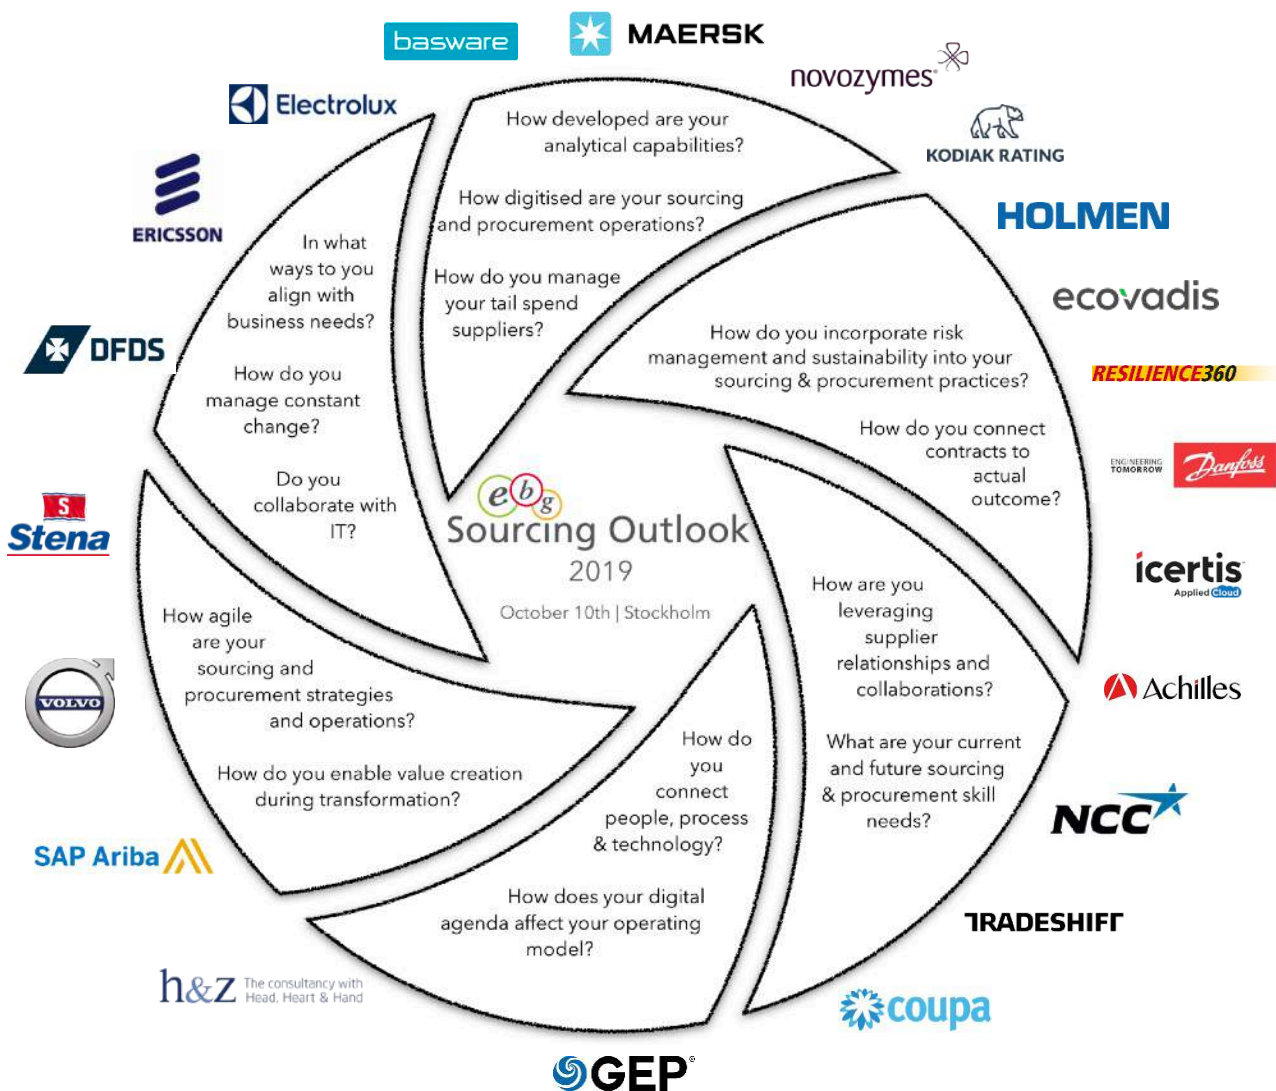 basware
MAERSK
novozymes
Electrolux
KODIAK RATING
ERICSSON
HOLMEN
ecovadis
DFDS
RESILIENCE360
ENGINEERING
TOMORROW
Danfoss
Stena
S
icertis
Applied Cloud
VOLVO
Achilles
NCC
SAP Ariba
TRADESHIFT
h&z The consultancy with
Head, Heart & Hand
coupa
GEP©
How developed are your
analytical capabilities?
How digitised are your sourcing
and procurement operations?
How do you manage
your tail spend
suppliers?
In what
ways to you
align with
business needs?
How do you
manage constant
change?
Do you
collaborate with
IT?
How do you incorporate risk
management and sustainability into your
sourcing & procurement practices?
How do you connect
contracts to
actual
outcome?
ebg
Sourcing Outlook
2019
October 10th | Stockholm
How are you
leveraging
supplier
relationships and
collaborations?
What are your current
and future sourcing
& procurement skill
needs?
How agile
are your
sourcing and
procurement strategies
and operations?
How do you enable value creation
during transformation?
How do
you
connect
people, process
& technology?
How does your digital
agenda affect your operating
model?